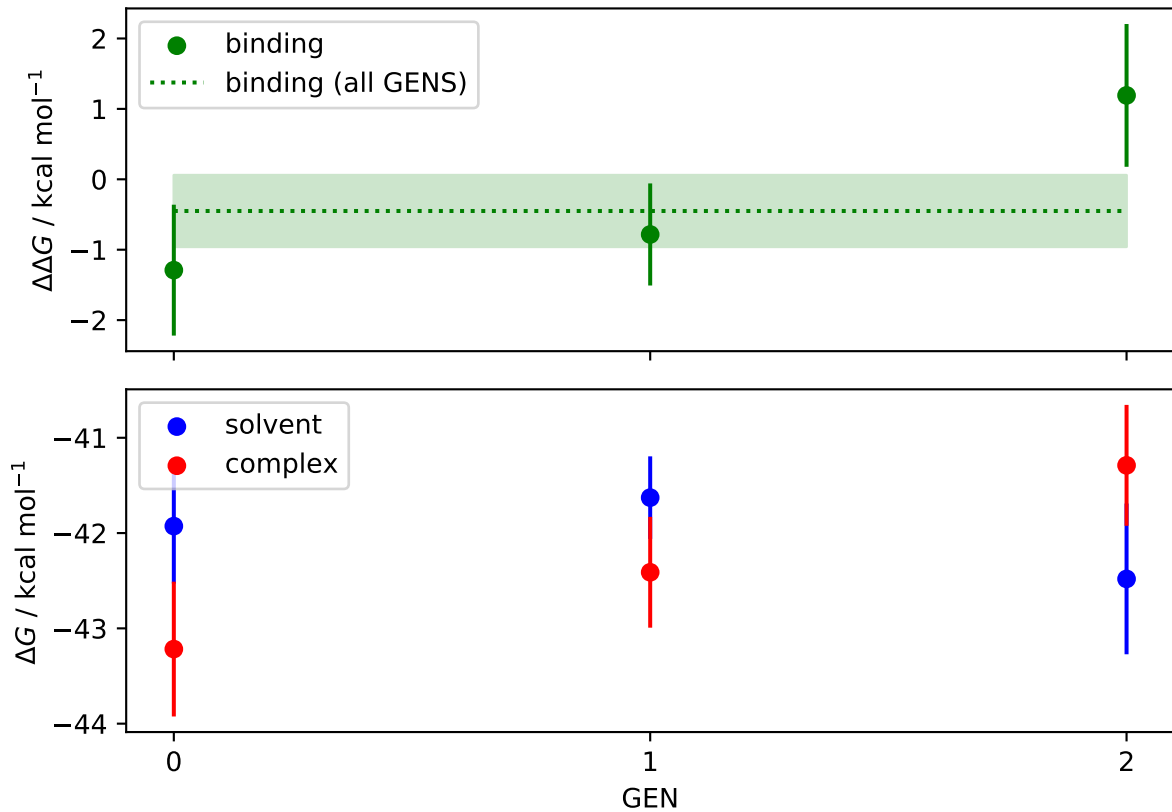 binding
binding (all GENS)
2
1
0
−1
−2
ΔΔG / kcal mol⁻¹
solvent
complex
−41
−42
−43
−44
ΔG / kcal mol⁻¹
0 1 2
GEN